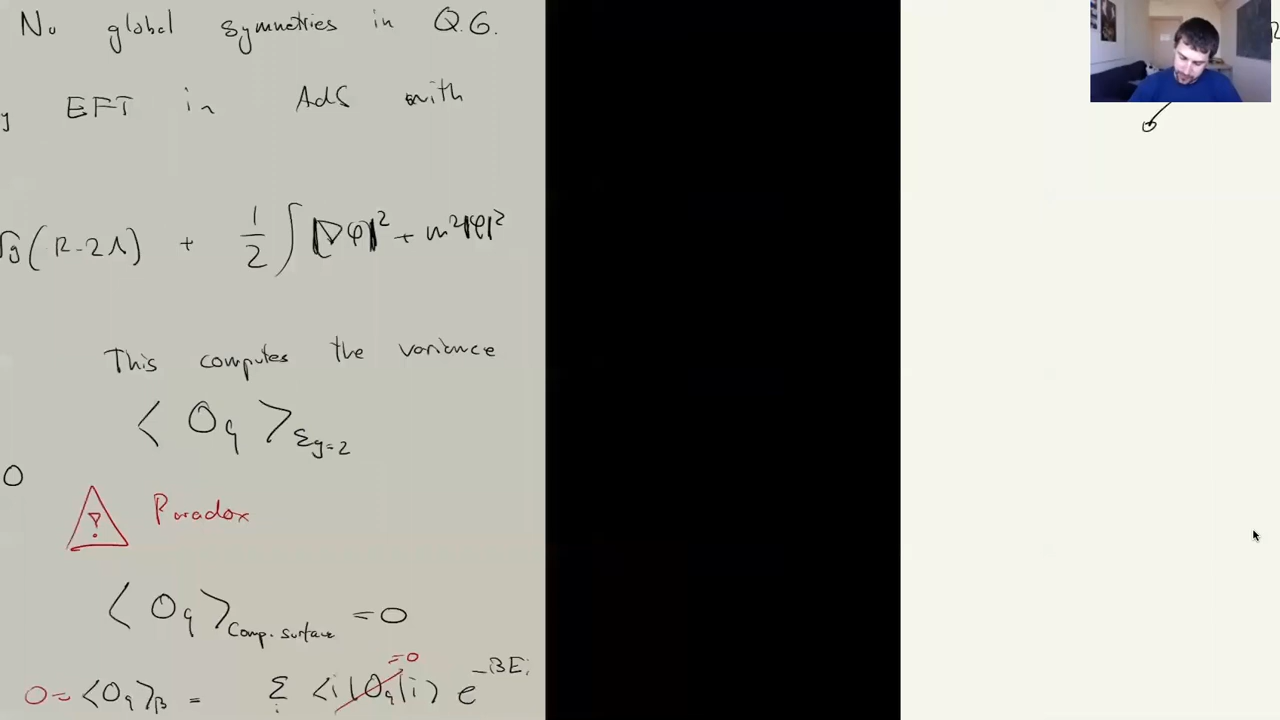 No global symmetries in Q.G.
y EFT in AdS with
√g(R-2Λ) + 1/2 ∫ |∇φ|² + m²|φ|²
This computes the variance
⟨ O_q ⟩_{Σ_{g=2}}
0
? Paradox
⟨ O_q ⟩_{Comp. surface} = 0
= 0
0 = ⟨O_q⟩_β = Σ_i ⟨i|O_q|i⟩ e^{-βE_i}